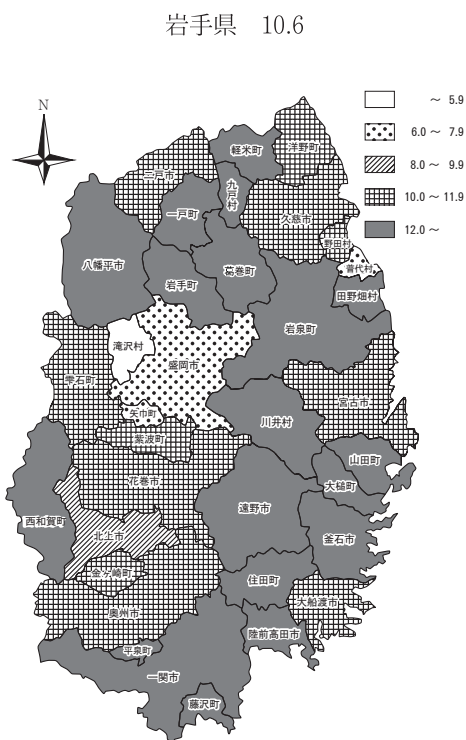 岩手県　10.6
N
～ 5.9
6.0 ～ 7.9
8.0 ～ 9.9
10.0 ～ 11.9
12.0 ～
軽米町
洋野町
二戸市
九戸村
一戸町
久慈市
野田村
普代村
八幡平市
葛巻町
岩手町
田野畑村
岩泉町
滝沢村
盛岡市
雫石町
宮古市
矢巾町
川井村
紫波町
山田町
花巻市
大槌町
遠野市
西和賀町
北上市
釜石市
金ヶ崎町
住田町
大船渡市
奥州市
陸前高田市
平泉町
一関市
藤沢町